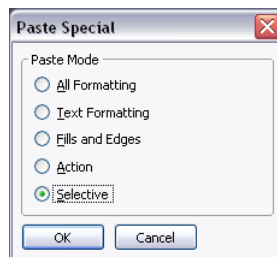 Paste Special
Paste Mode
All Formatting
Text Formatting
Fills and Edges
Action
Selective
OK Cancel